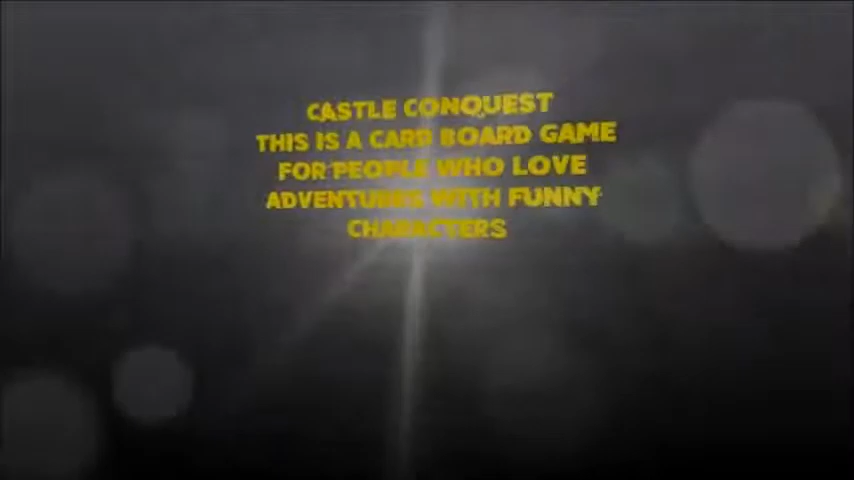 CASTLE CONQUEST
THIS IS A CARD BOARD GAME
FOR PEOPLE WHO LOVE
ADVENTURES WITH FUNNY
CHARACTERS